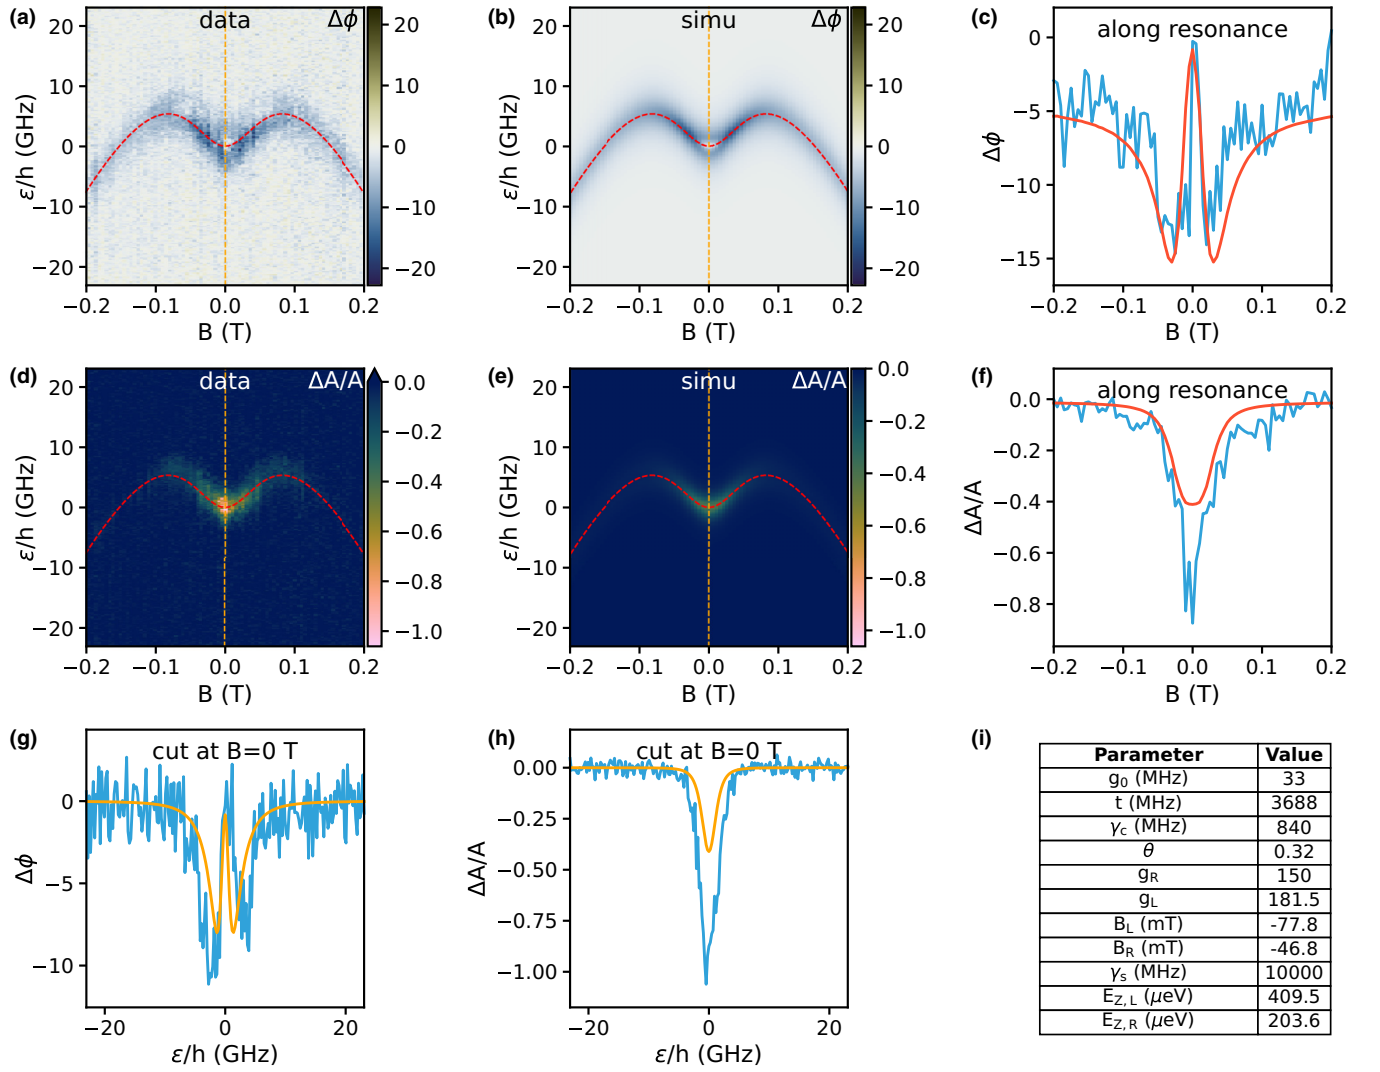 (a) data Δϕ
20
10
0
−10
−20
20
10
0
−10
−20
ε/h (GHz)
−0.2 −0.1 0.0 0.1 0.2
B (T)
(b) simu Δϕ
20
10
0
−10
−20
20
10
0
−10
−20
ε/h (GHz)
−0.2 −0.1 0.0 0.1 0.2
B (T)
(c) along resonance
0
−5
−10
−15
Δϕ
−0.2 −0.1 0.0 0.1 0.2
B (T)
(d) data ΔA/A
20
10
0
−10
−20
0.0
−0.2
−0.4
−0.6
−0.8
−1.0
ε/h (GHz)
−0.2 −0.1 0.0 0.1 0.2
B (T)
(e) simu ΔA/A
20
10
0
−10
−20
0.0
−0.2
−0.4
−0.6
−0.8
−1.0
ε/h (GHz)
−0.2 −0.1 0.0 0.1 0.2
B (T)
(f) along resonance
0.0
−0.2
−0.4
−0.6
−0.8
ΔA/A
−0.2 −0.1 0.0 0.1 0.2
B (T)
(g) cut at B=0 T
0
−5
−10
Δϕ
−20 0 20
ε/h (GHz)
(h) cut at B=0 T
0.00
−0.25
−0.50
−0.75
−1.00
ΔA/A
−20 0 20
ε/h (GHz)
(i)
Parameter Value
g₀ (MHz) 33
t (MHz) 3688
γ_c (MHz) 840
θ 0.32
g_R 150
g_L 181.5
B_L (mT) -77.8
B_R (mT) -46.8
γ_s (MHz) 10000
E_Z,L (μeV) 409.5
E_Z,R (μeV) 203.6